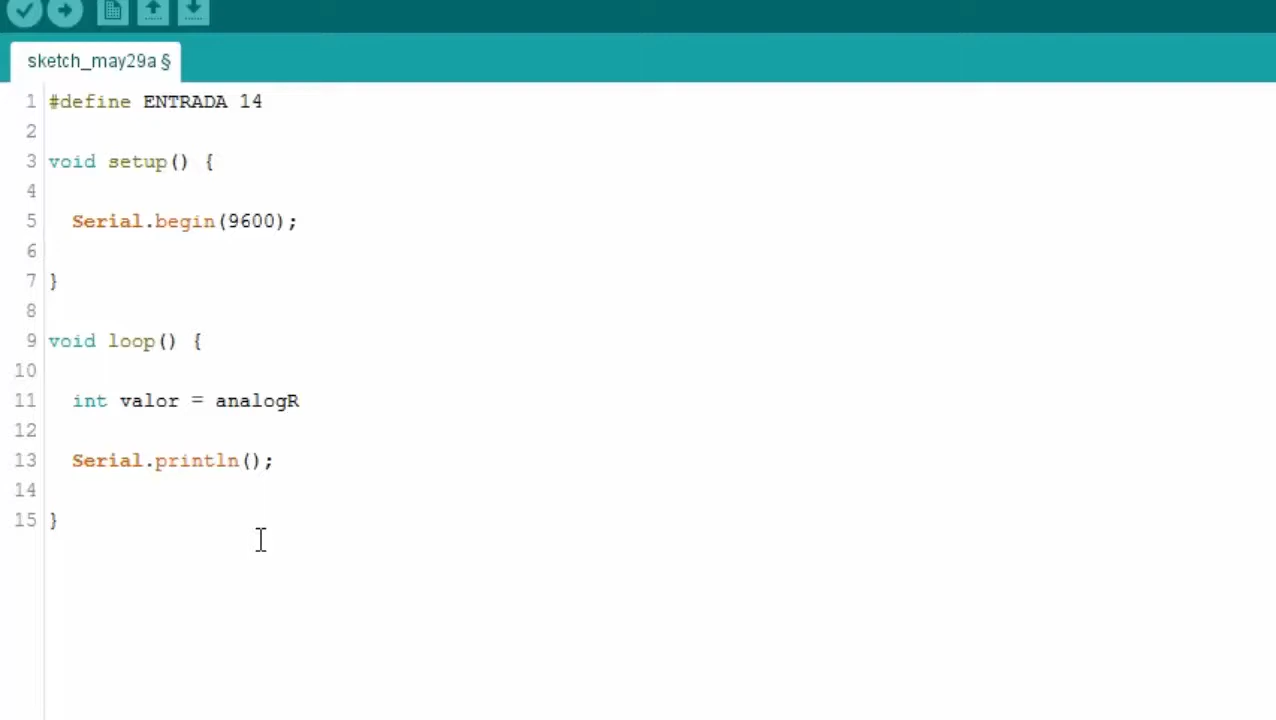 sketch_may29a §
1 #define ENTRADA 14
2
3 void setup() {
4
5   Serial.begin(9600);
6
7 }
8
9 void loop() {
10
11   int valor = analogR
12
13   Serial.println();
14
15 }